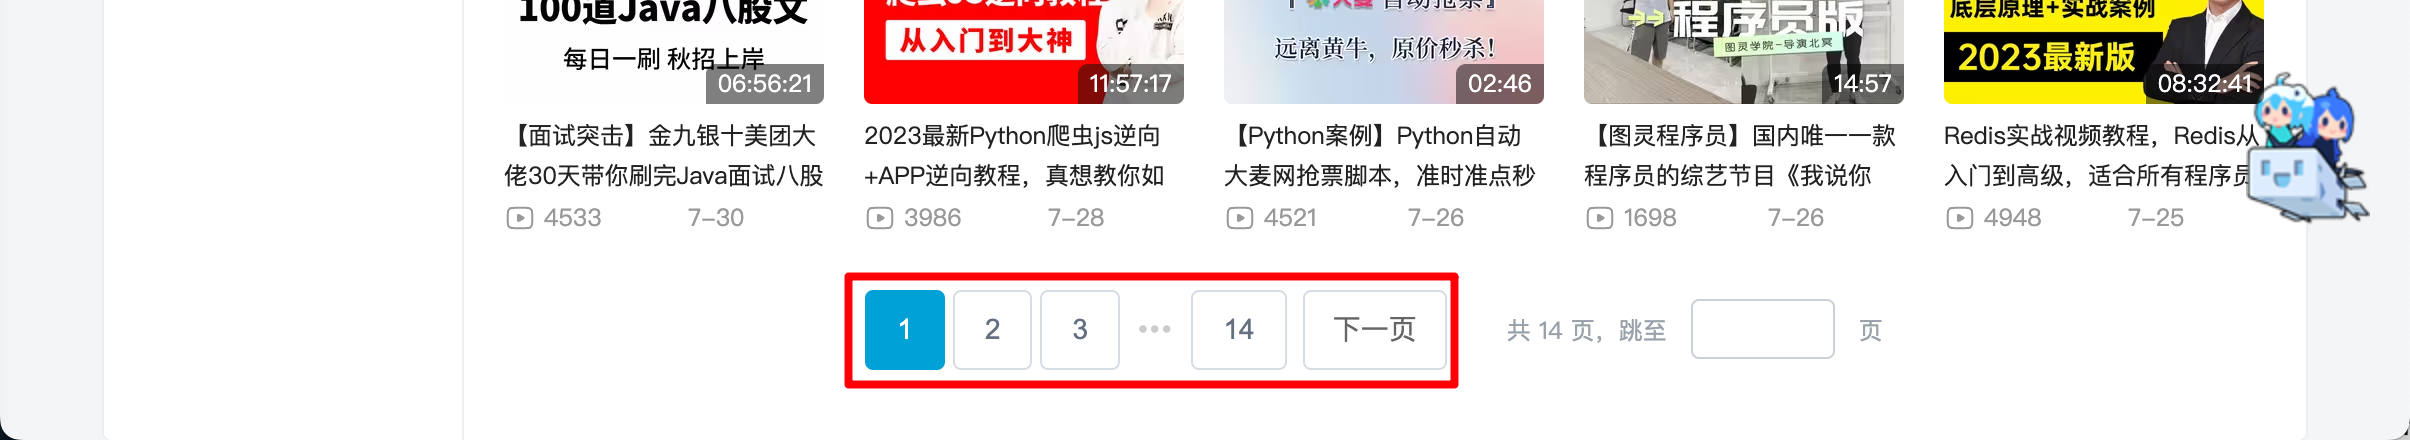 100道Java八股文
每日一刷 秋招上岸
06:56:21
【面试突击】金九银十美团大
佬30天带你刷完Java面试八股
4533 7-30
爬虫JS逆向教程
从入门到大神
11:57:17
2023最新Python爬虫js逆向
+APP逆向教程，真想教你如
3986 7-28
自动抢票】
远离黄牛，原价秒杀！
02:46
【Python案例】Python自动
大麦网抢票脚本，准时准点秒
4521 7-26
程序员版
图灵学院-导演北冥
14:57
【图灵程序员】国内唯一一款
程序员的综艺节目《我说你
1698 7-26
底层原理+实战案例
2023最新版
08:32:41
Redis实战视频教程，Redis从
入门到高级，适合所有程序员
4948 7-25
1 2 3 ••• 14 下一页 共 14 页，跳至 页